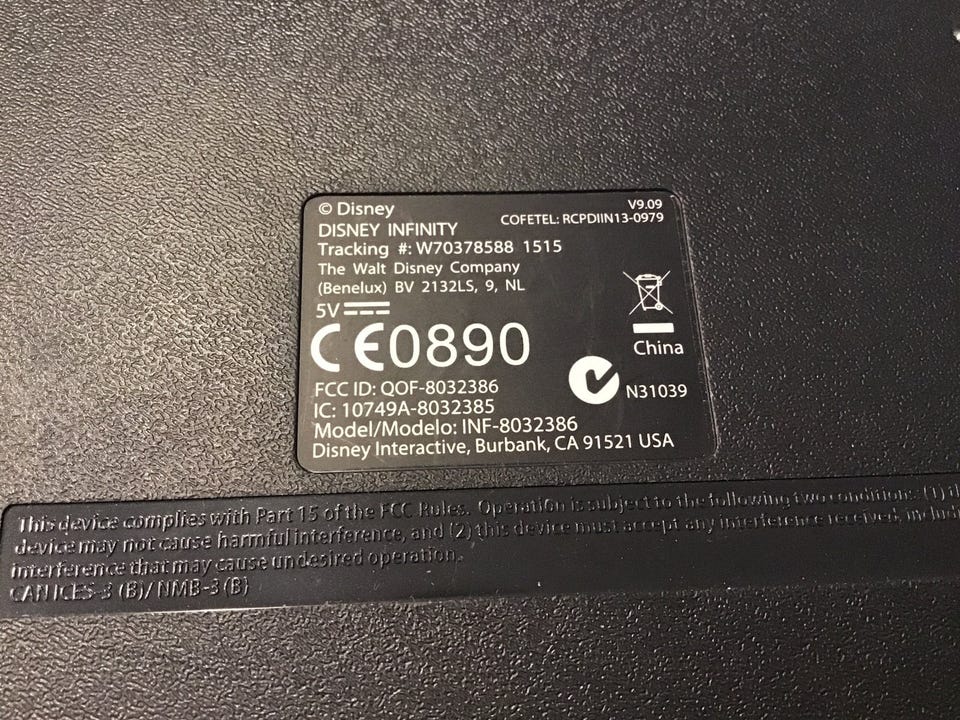 © Disney
V9.09
DISNEY INFINITY
COFETEL: RCPDIIN13-0979
Tracking #: W70378588 1515
The Walt Disney Company
(Benelux) BV 2132LS, 9, NL
5V
CE0890
China
FCC ID: QOF-8032386
N31039
IC: 10749A-8032385
Model/Modelo: INF-8032386
Disney Interactive, Burbank, CA 91521 USA
This device complies with Part 15 of the FCC Rules. Operation is subject to the following two conditions: (1)
device may not cause harmful interference, and (2) this device must accept any interference received,
interference that may cause undesired operation.
CAN ICES-3 (B)/ NMB-3 (B)